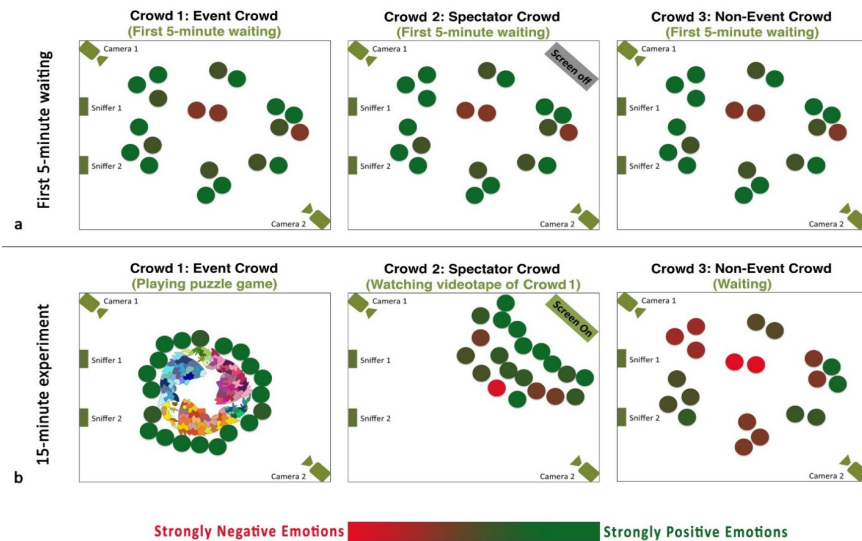 First 5-minute waiting
a
Crowd 1: Event Crowd
(First 5-minute waiting)
Camera 1
Sniffer 1
Sniffer 2
Camera 2
Crowd 2: Spectator Crowd
(First 5-minute waiting)
Camera 1
Screen off
Sniffer 1
Sniffer 2
Camera 2
Crowd 3: Non-Event Crowd
(First 5-minute waiting)
Camera 1
Sniffer 1
Sniffer 2
Camera 2
15-minute experiment
b
Crowd 1: Event Crowd
(Playing puzzle game)
Camera 1
Sniffer 1
Sniffer 2
Camera 2
Crowd 2: Spectator Crowd
(Watching videotape of Crowd 1)
Camera 1
Screen On
Sniffer 1
Sniffer 2
Camera 2
Crowd 3: Non-Event Crowd
(Waiting)
Camera 1
Sniffer 1
Sniffer 2
Camera 2
Strongly Negative Emotions
Strongly Positive Emotions